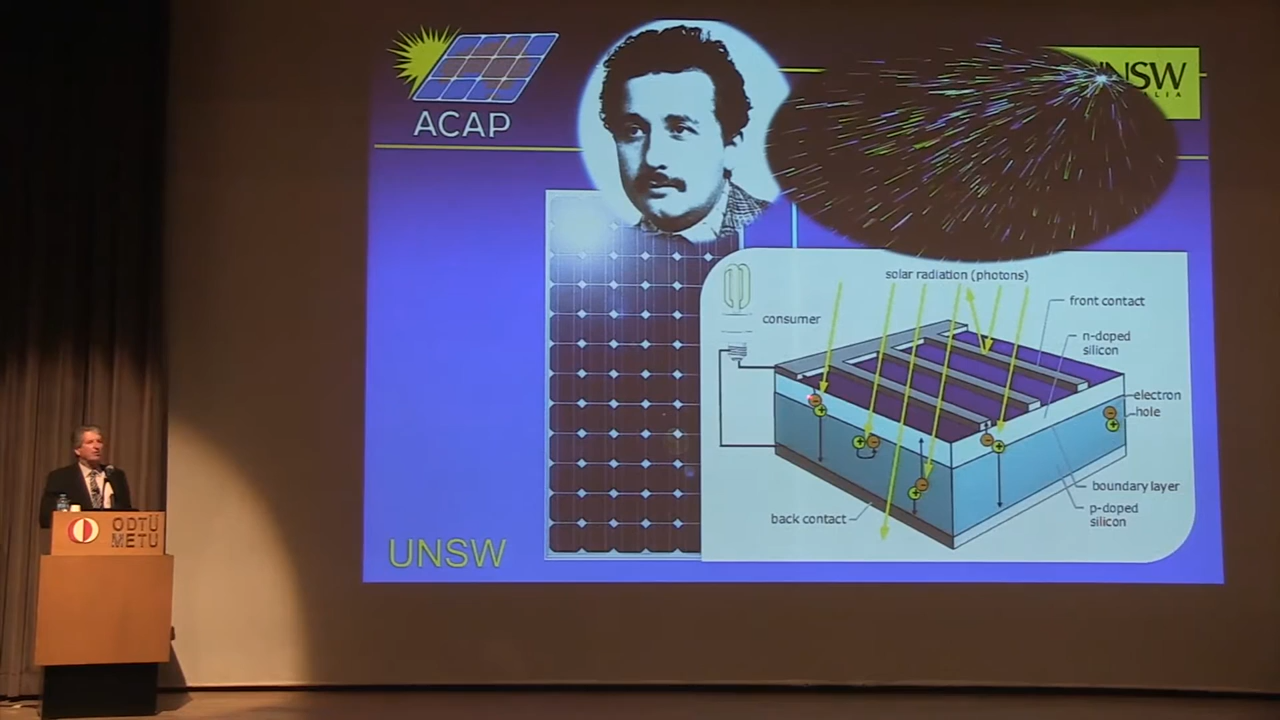 ACAP
UNSW
solar radiation (photons)
consumer
front contact
n-doped
silicon
electron
hole
boundary layer
p-doped
silicon
back contact
UNSW
ODTÜ
METU